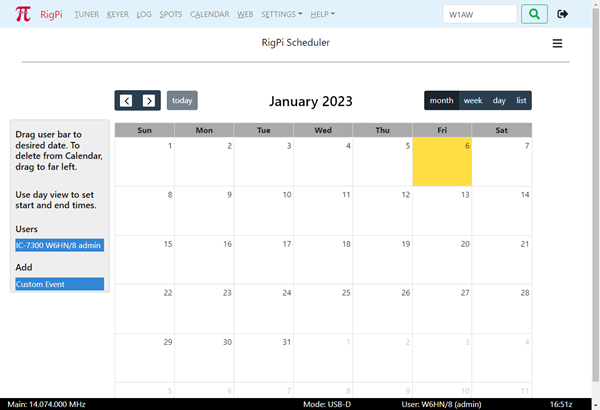 RigPi TUNER KEYER LOG SPOTS CALENDAR WEB SETTINGS HELP W1AW
RigPi Scheduler
today January 2023 month week day list
Drag user bar to
desired date. To
delete from Calendar,
drag to far left.
Use day view to set
start and end times.
Users
IC-7300 W6HN/8 admin
Add
Custom Event
Sun Mon Tue Wed Thu Fri Sat
1 2 3 4 5 6 7
8 9 10 11 12 13 14
15 16 17 18 19 20 21
22 23 24 25 26 27 28
29 30 31 1 2 3 4
5 6 7 8 9 10 11
Main: 14.074.000 MHz Mode: USB-D User: W6HN/8 (admin) 16:51z